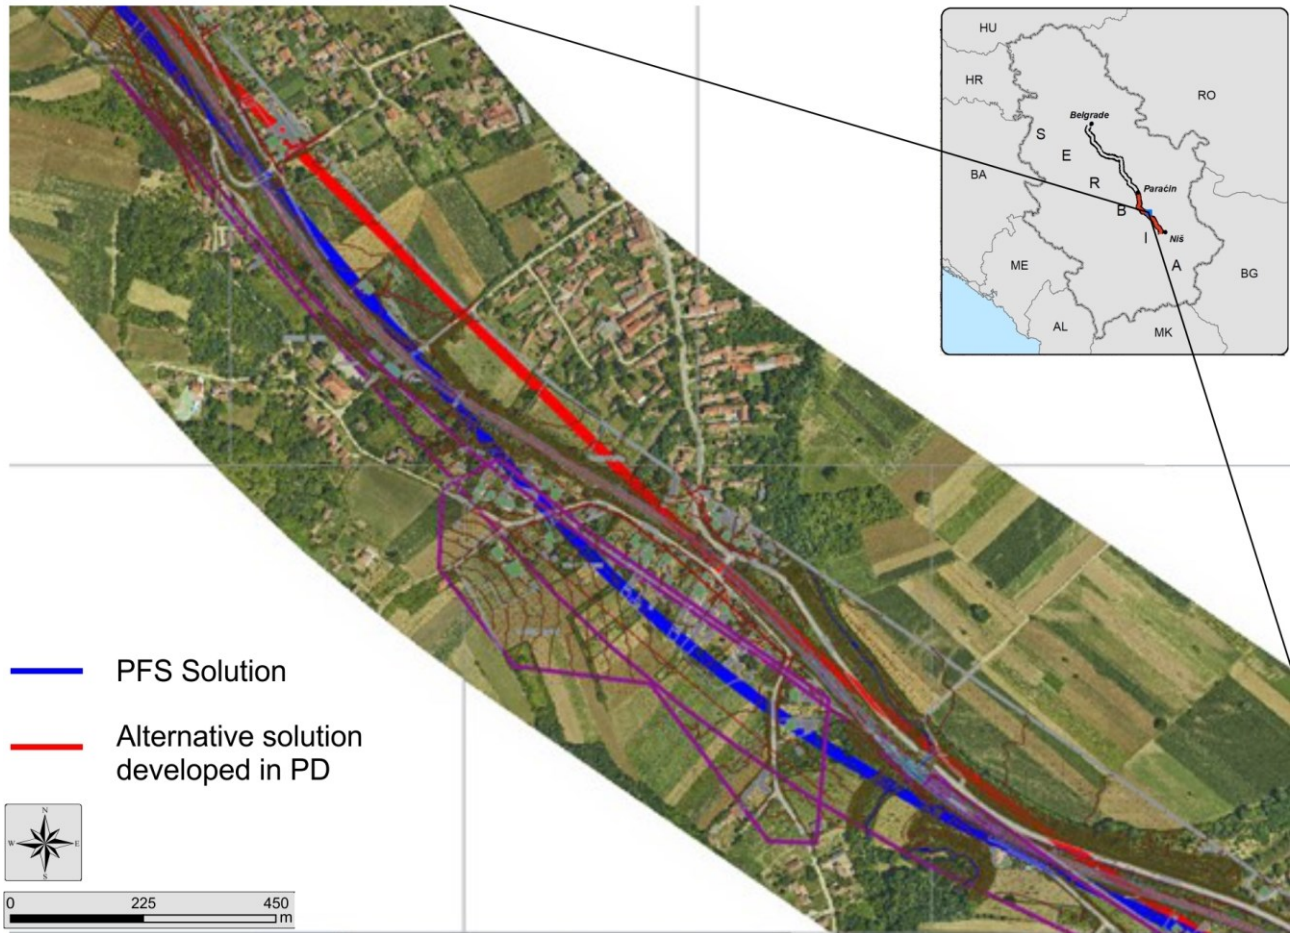 HU
HR
RO
Belgrade
S
E
BA
R
Paraćin
B
Niš
I
ME
A
BG
AL
MK
PFS Solution
Alternative solution
developed in PD
N
W
E
S
0 225 450
m